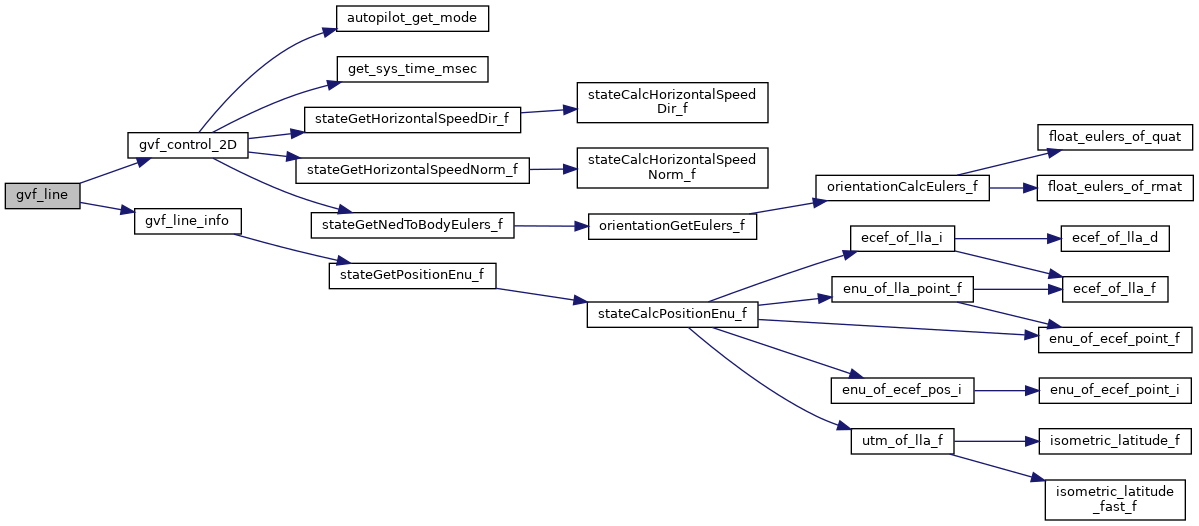 autopilot_get_mode
get_sys_time_msec
stateCalcHorizontalSpeed
Dir_f
stateGetHorizontalSpeedDir_f
float_eulers_of_quat
gvf_control_2D
stateCalcHorizontalSpeed
Norm_f
stateGetHorizontalSpeedNorm_f
orientationCalcEulers_f
float_eulers_of_rmat
gvf_line
gvf_line_info
stateGetNedToBodyEulers_f
orientationGetEulers_f
ecef_of_lla_i
ecef_of_lla_d
stateGetPositionEnu_f
enu_of_lla_point_f
ecef_of_lla_f
stateCalcPositionEnu_f
enu_of_ecef_point_f
enu_of_ecef_pos_i
enu_of_ecef_point_i
utm_of_lla_f
isometric_latitude_f
isometric_latitude
_fast_f